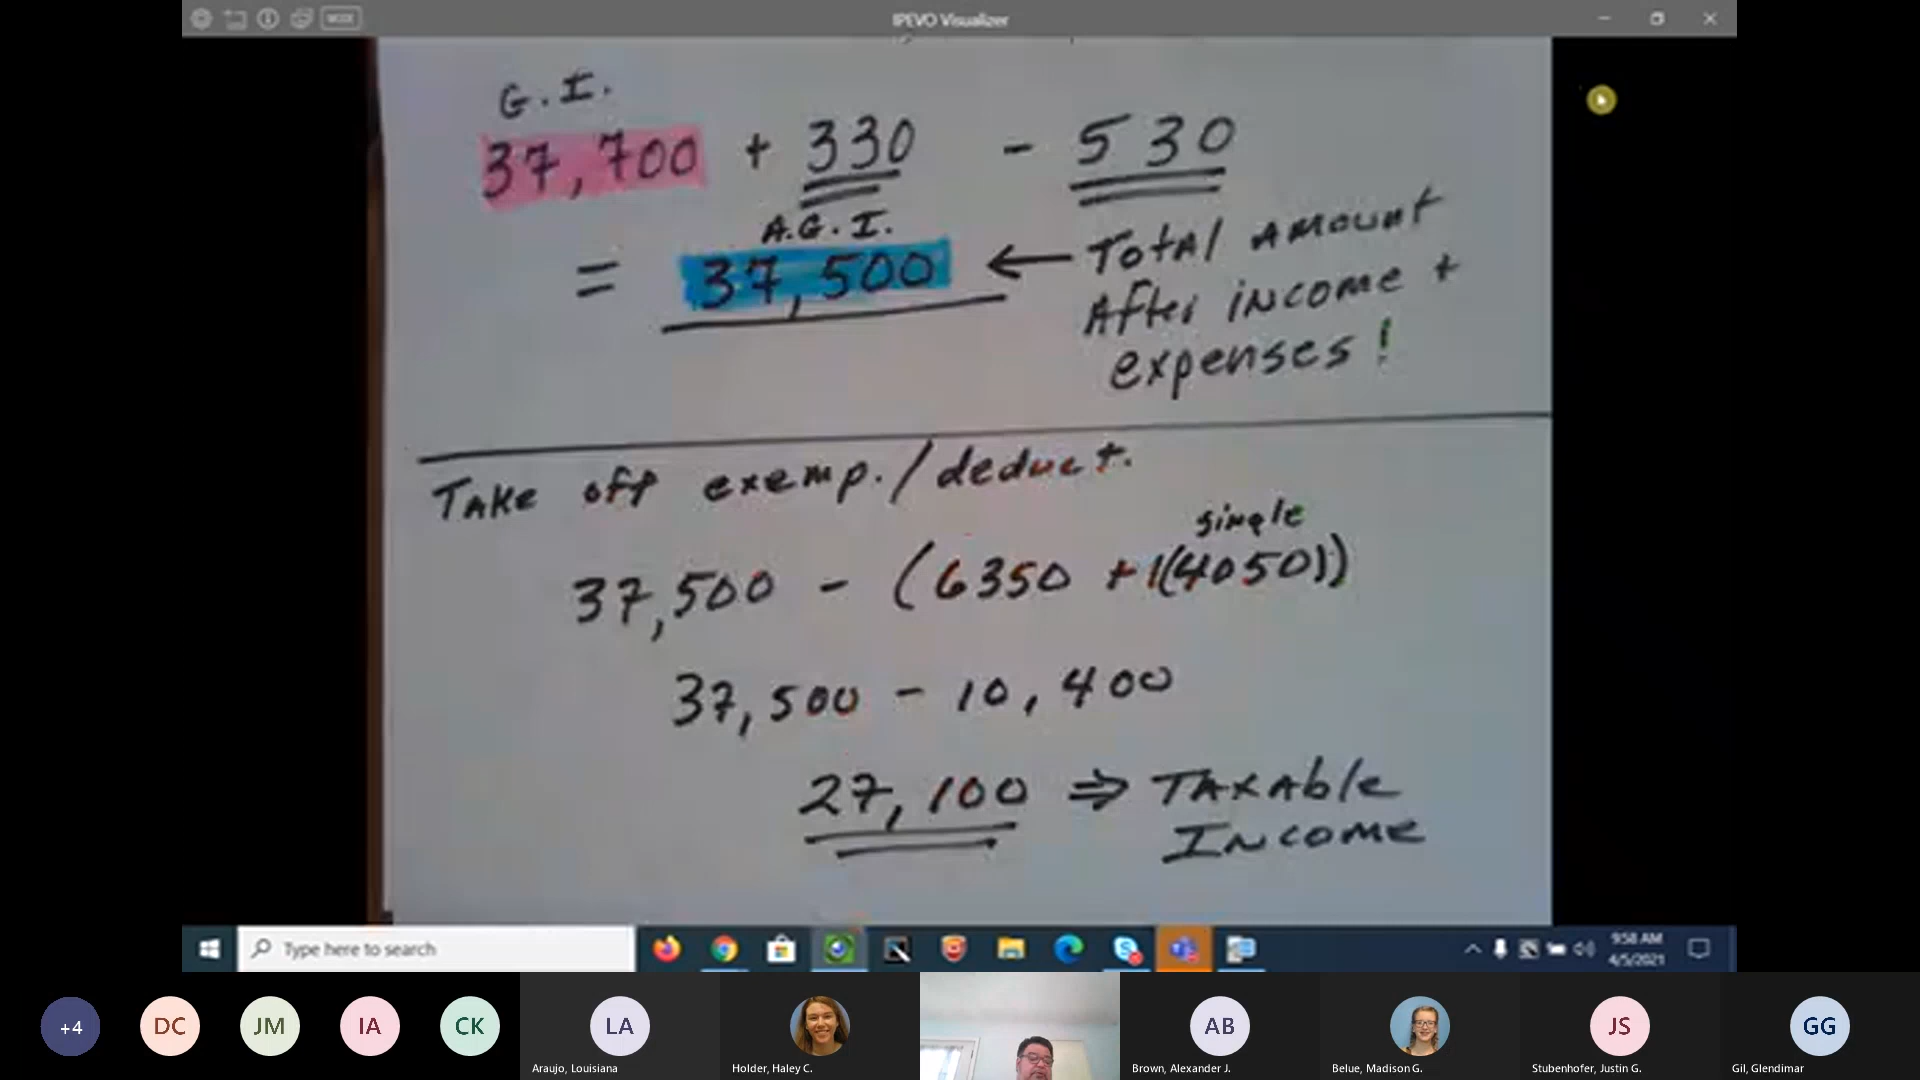 MODE
IPEVO Visualizer
G.I.
37,700 + 330 - 530
A.G.I.
= 37,500 ← Total Amount
After income +
expenses!
Take off exemp./deduct.
single
37,500 - (6350 + 1(4050))
37,500 - 10,400
27,100 ⇒ Taxable
Income
Type here to search
9:58 AM
4/5/2021
+4
DC
JM
IA
CK
LA
AB
JS
GG
Araujo, Louisiana
Holder, Haley C.
Brown, Alexander J.
Belue, Madison G.
Stubenhofer, Justin G.
Gil, Glendimar